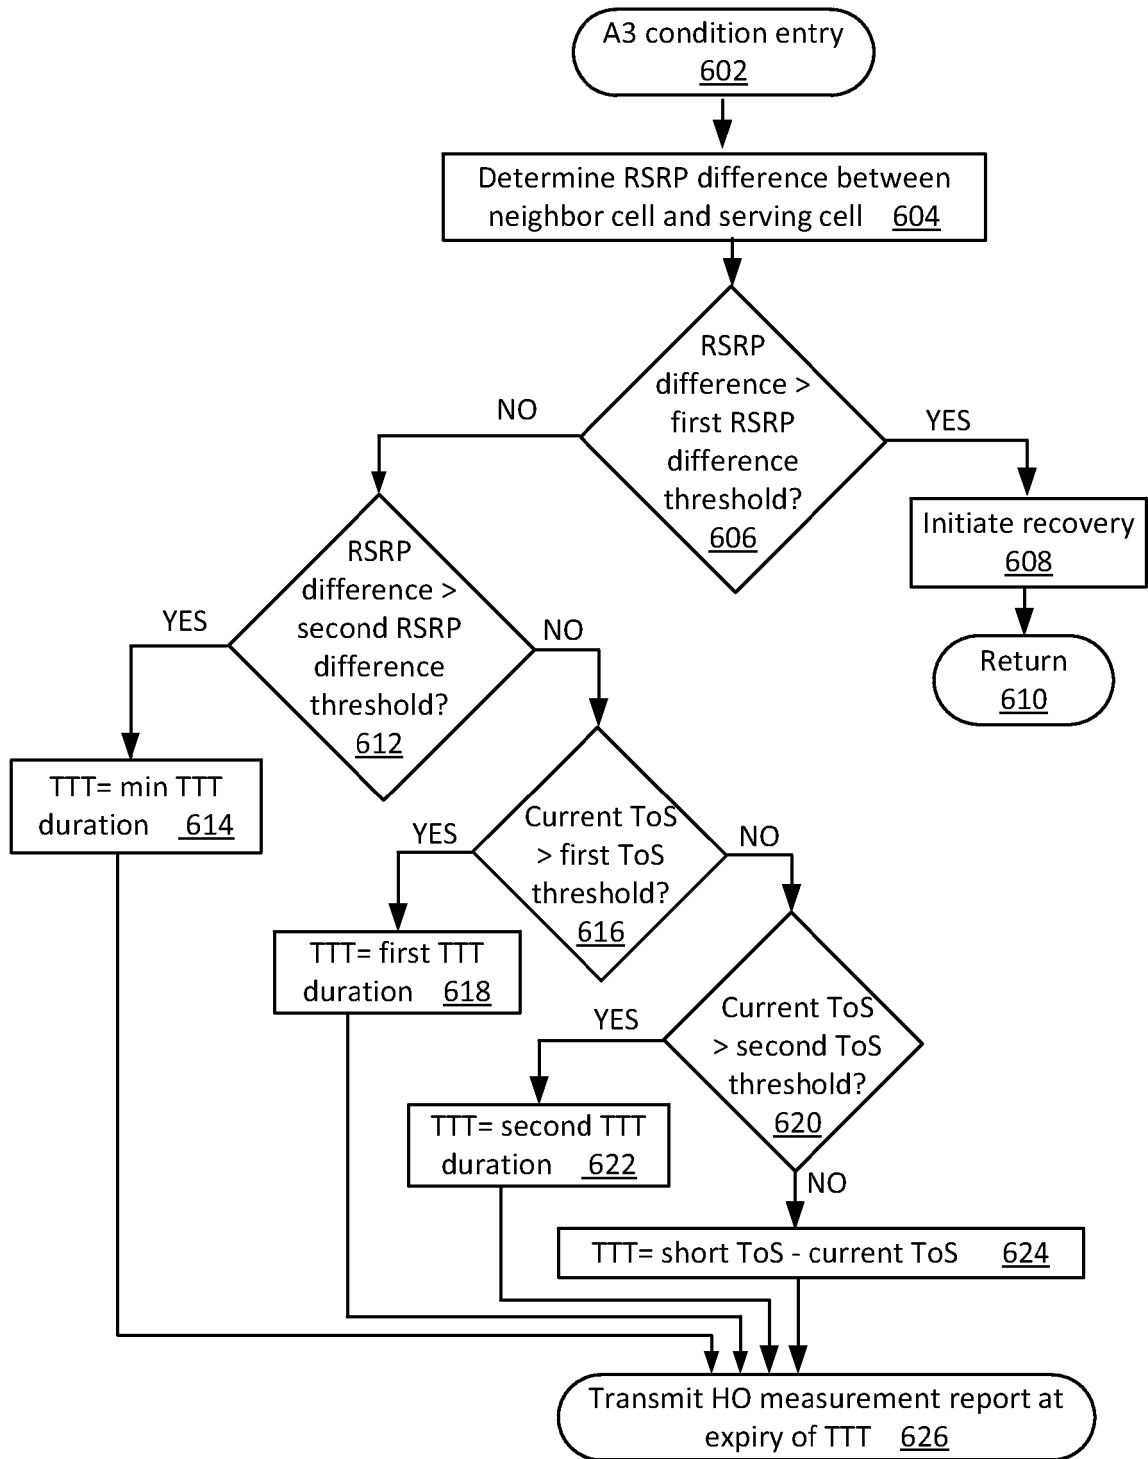 A3 condition entry
602
Determine RSRP difference between
neighbor cell and serving cell 604
RSRP
difference >
first RSRP
difference
threshold?
606
NO
YES
Initiate recovery
608
Return
610
RSRP
difference >
second RSRP
difference
threshold?
612
YES
NO
TTT= min TTT
duration 614
Current ToS
> first ToS
threshold?
616
YES
NO
TTT= first TTT
duration 618
Current ToS
> second ToS
threshold?
620
YES
NO
TTT= second TTT
duration 622
TTT= short ToS - current ToS 624
Transmit HO measurement report at
expiry of TTT 626